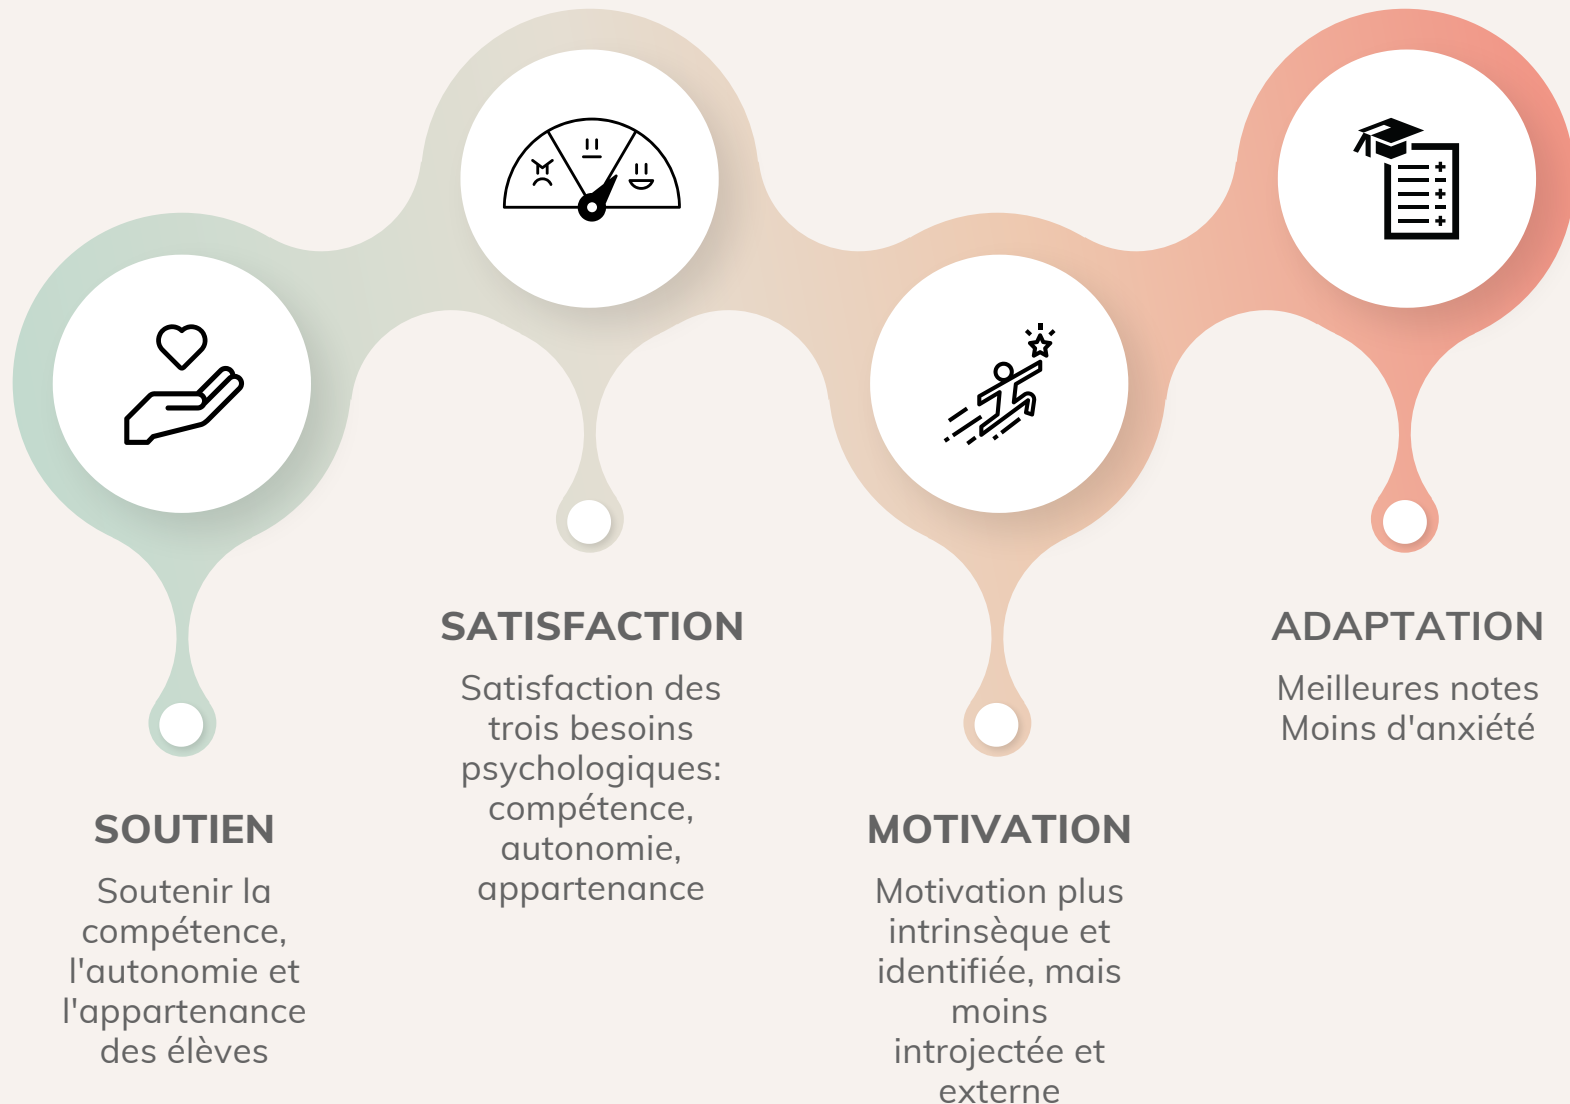 SOUTIEN
Soutenir la
compétence,
l'autonomie et
l'appartenance
des élèves
SATISFACTION
Satisfaction des
trois besoins
psychologiques:
compétence,
autonomie,
appartenance
MOTIVATION
Motivation plus
intrinsèque et
identifiée, mais
moins
introjectée et
externe
ADAPTATION
Meilleures notes
Moins d'anxiété